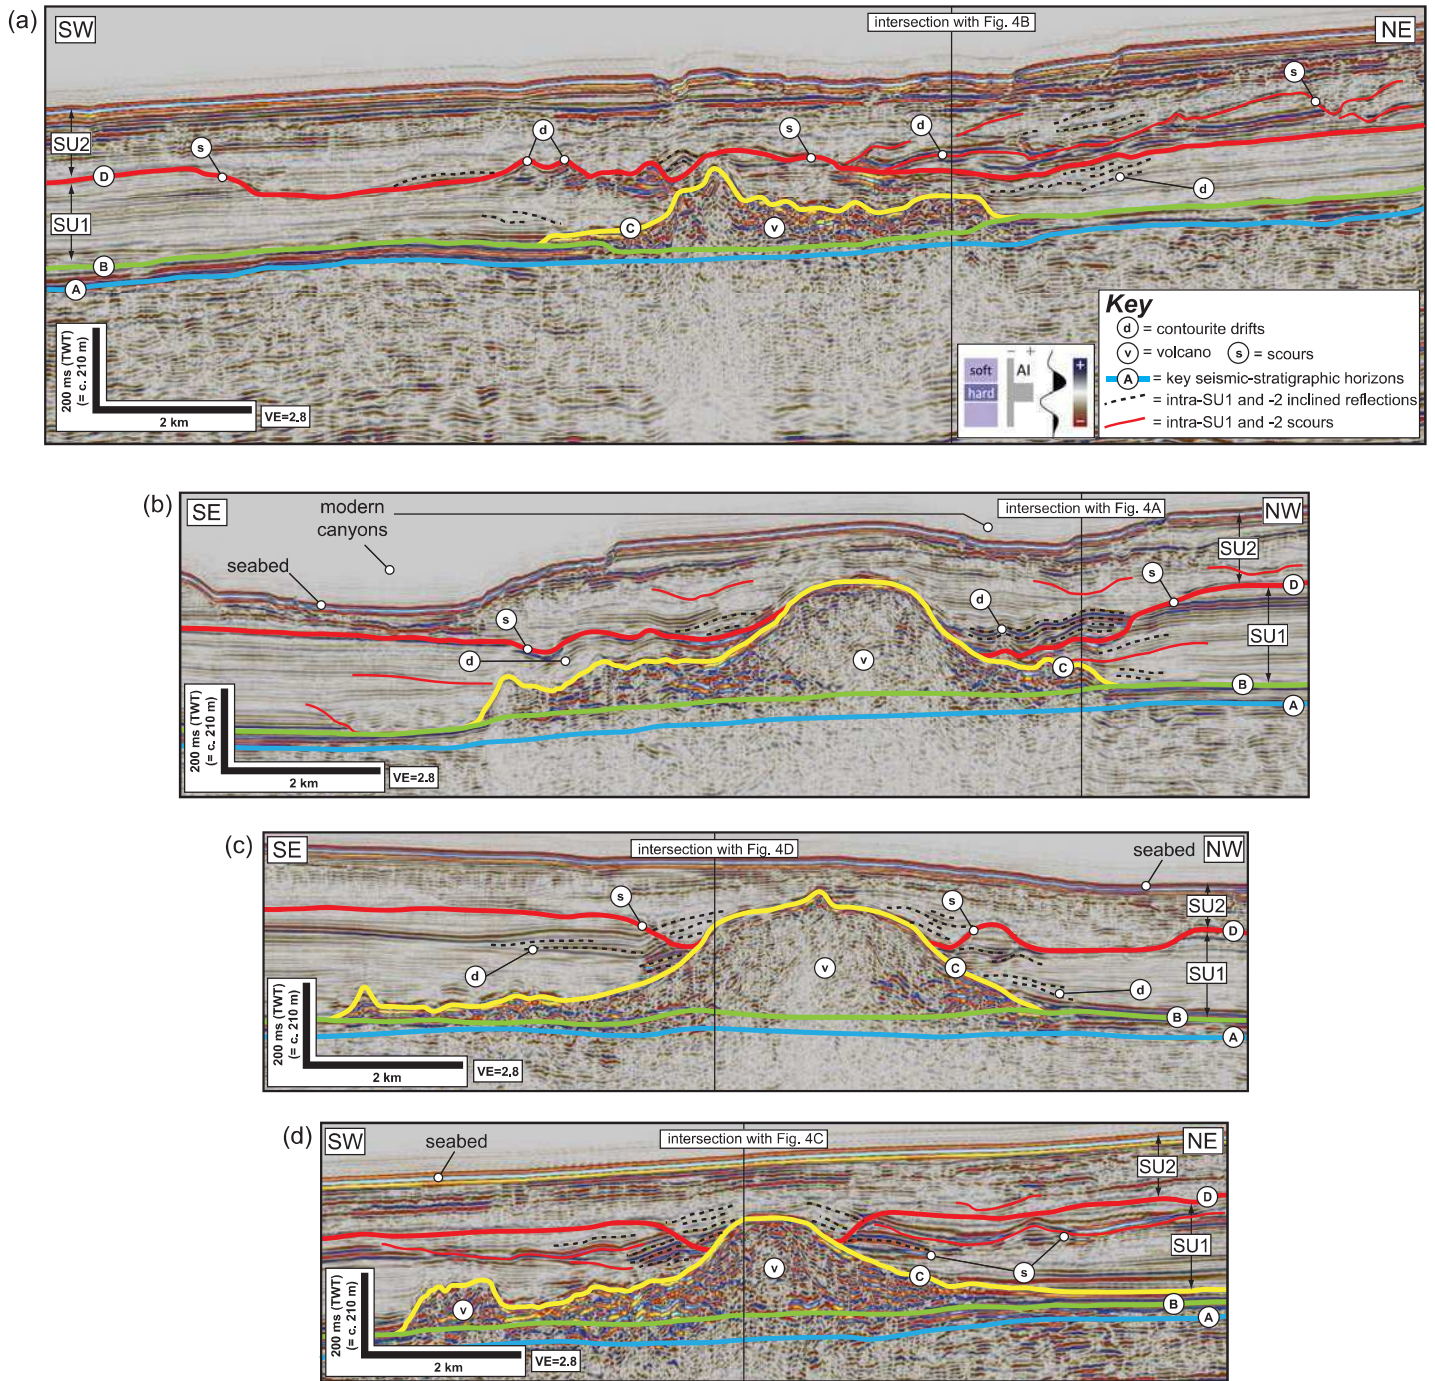 (a)
SW
intersection with Fig. 4B
NE
s
d
s
d
s
SU2
D
d
SU1
C
v
B
A
200 ms (TWT)
(= c. 210 m)
2 km
VE=2.8
soft
hard
− +
AI
+
−
Key
d = contourite drifts
v = volcano s = scours
A = key seismic-stratigraphic horizons
= intra-SU1 and -2 inclined reflections
= intra-SU1 and -2 scours
(b)
SE
modern
canyons
intersection with Fig. 4A
NW
seabed
SU2
s
D
d
s
SU1
d
v
C
B
A
200 ms (TWT)
(= c. 210 m)
2 km
VE=2.8
(c)
SE
intersection with Fig. 4D
seabed
NW
s
s
SU2
D
d
v
C
SU1
d
B
A
200 ms (TWT)
(= c. 210 m)
2 km
VE=2.8
(d)
SW
seabed
intersection with Fig. 4C
NE
SU2
D
s
SU1
v
C
v
B
A
200 ms (TWT)
(= c. 210 m)
2 km
VE=2.8